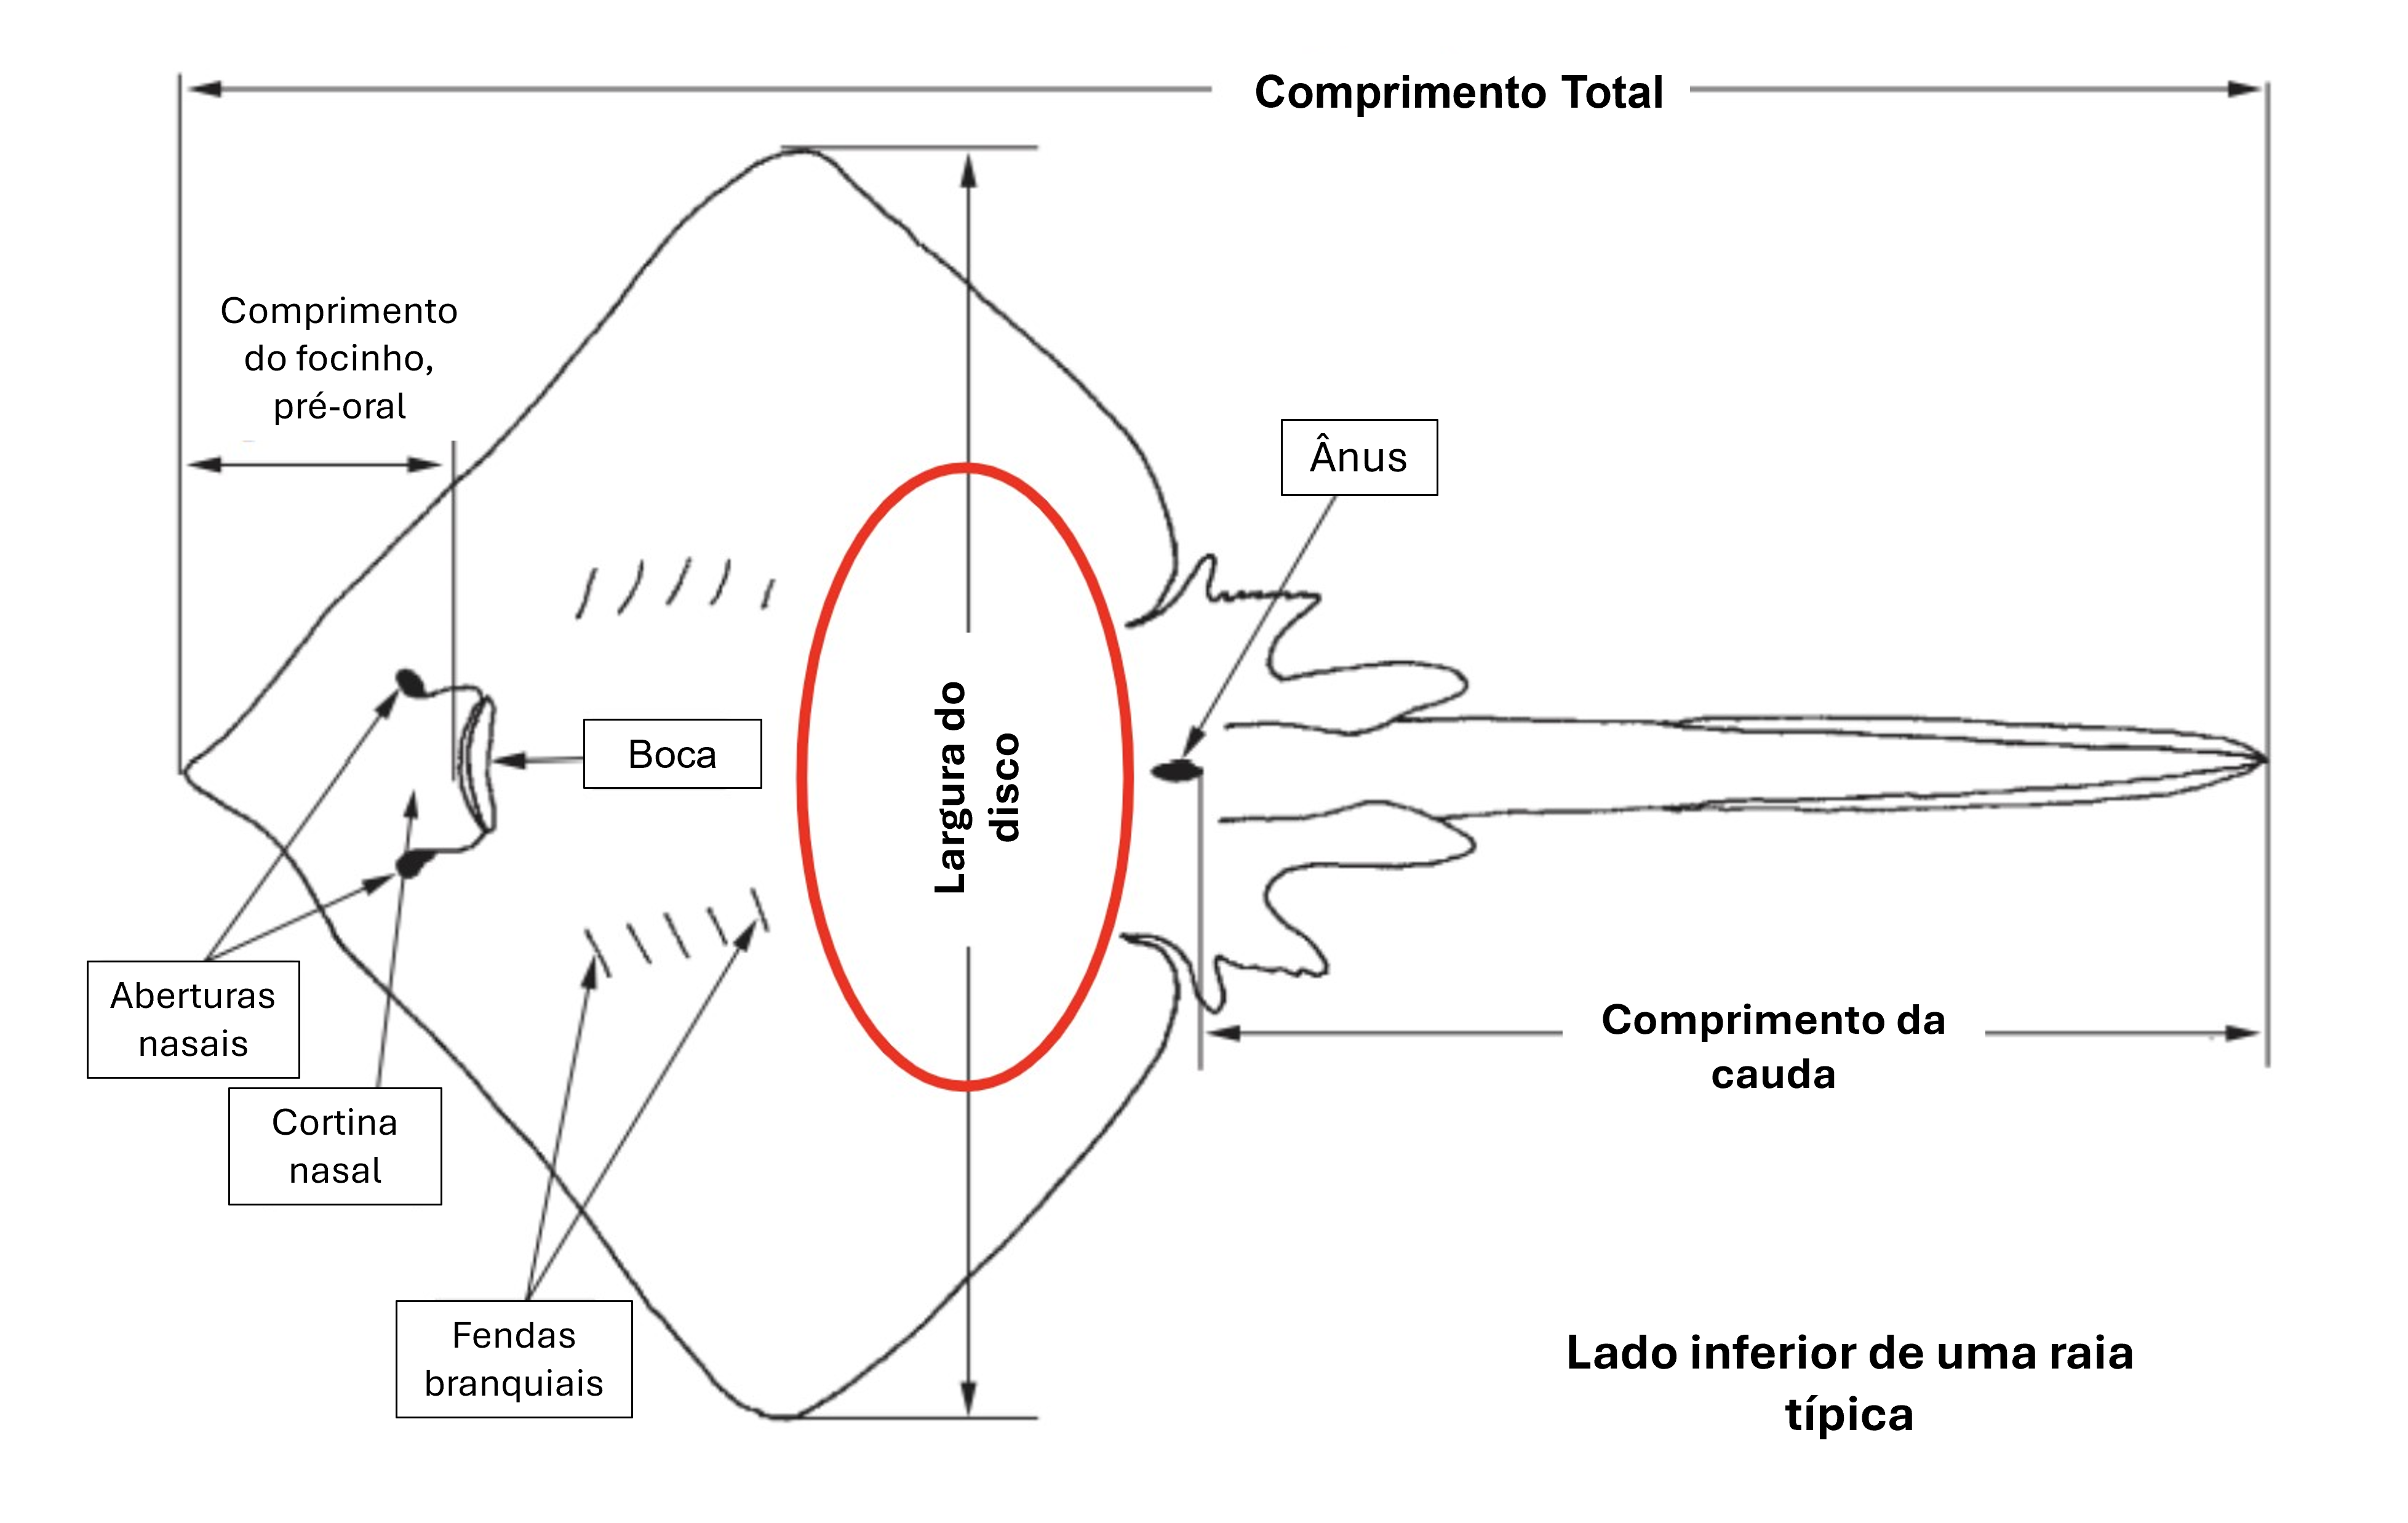 Comprimento Total
Comprimento
do focinho,
pré-oral
Ânus
Largura do
disco
Boca
Aberturas
nasais
Cortina
nasal
Comprimento da
cauda
Fendas
branquiais
Lado inferior de uma raia
típica